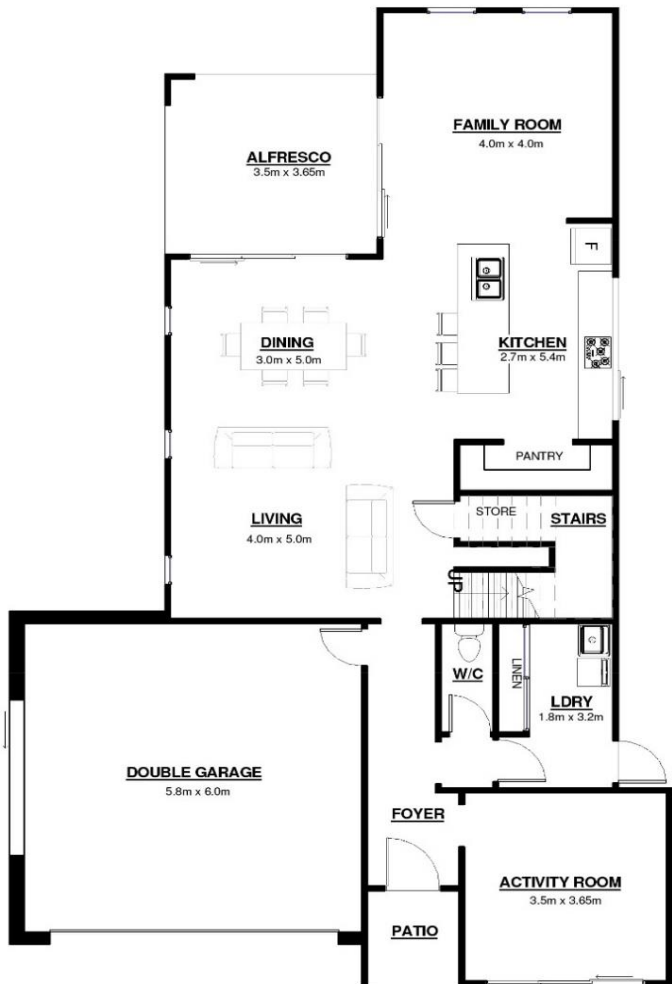 FAMILY ROOM
4.0m x 4.0m
ALFRESCO
3.5m x 3.65m
F
DINING
3.0m x 5.0m
KITCHEN
2.7m x 5.4m
PANTRY
LIVING
4.0m x 5.0m
STORE
STAIRS
UP
W/C
LINEN
LDRY
1.8m x 3.2m
DOUBLE GARAGE
5.8m x 6.0m
FOYER
ACTIVITY ROOM
3.5m x 3.65m
PATIO